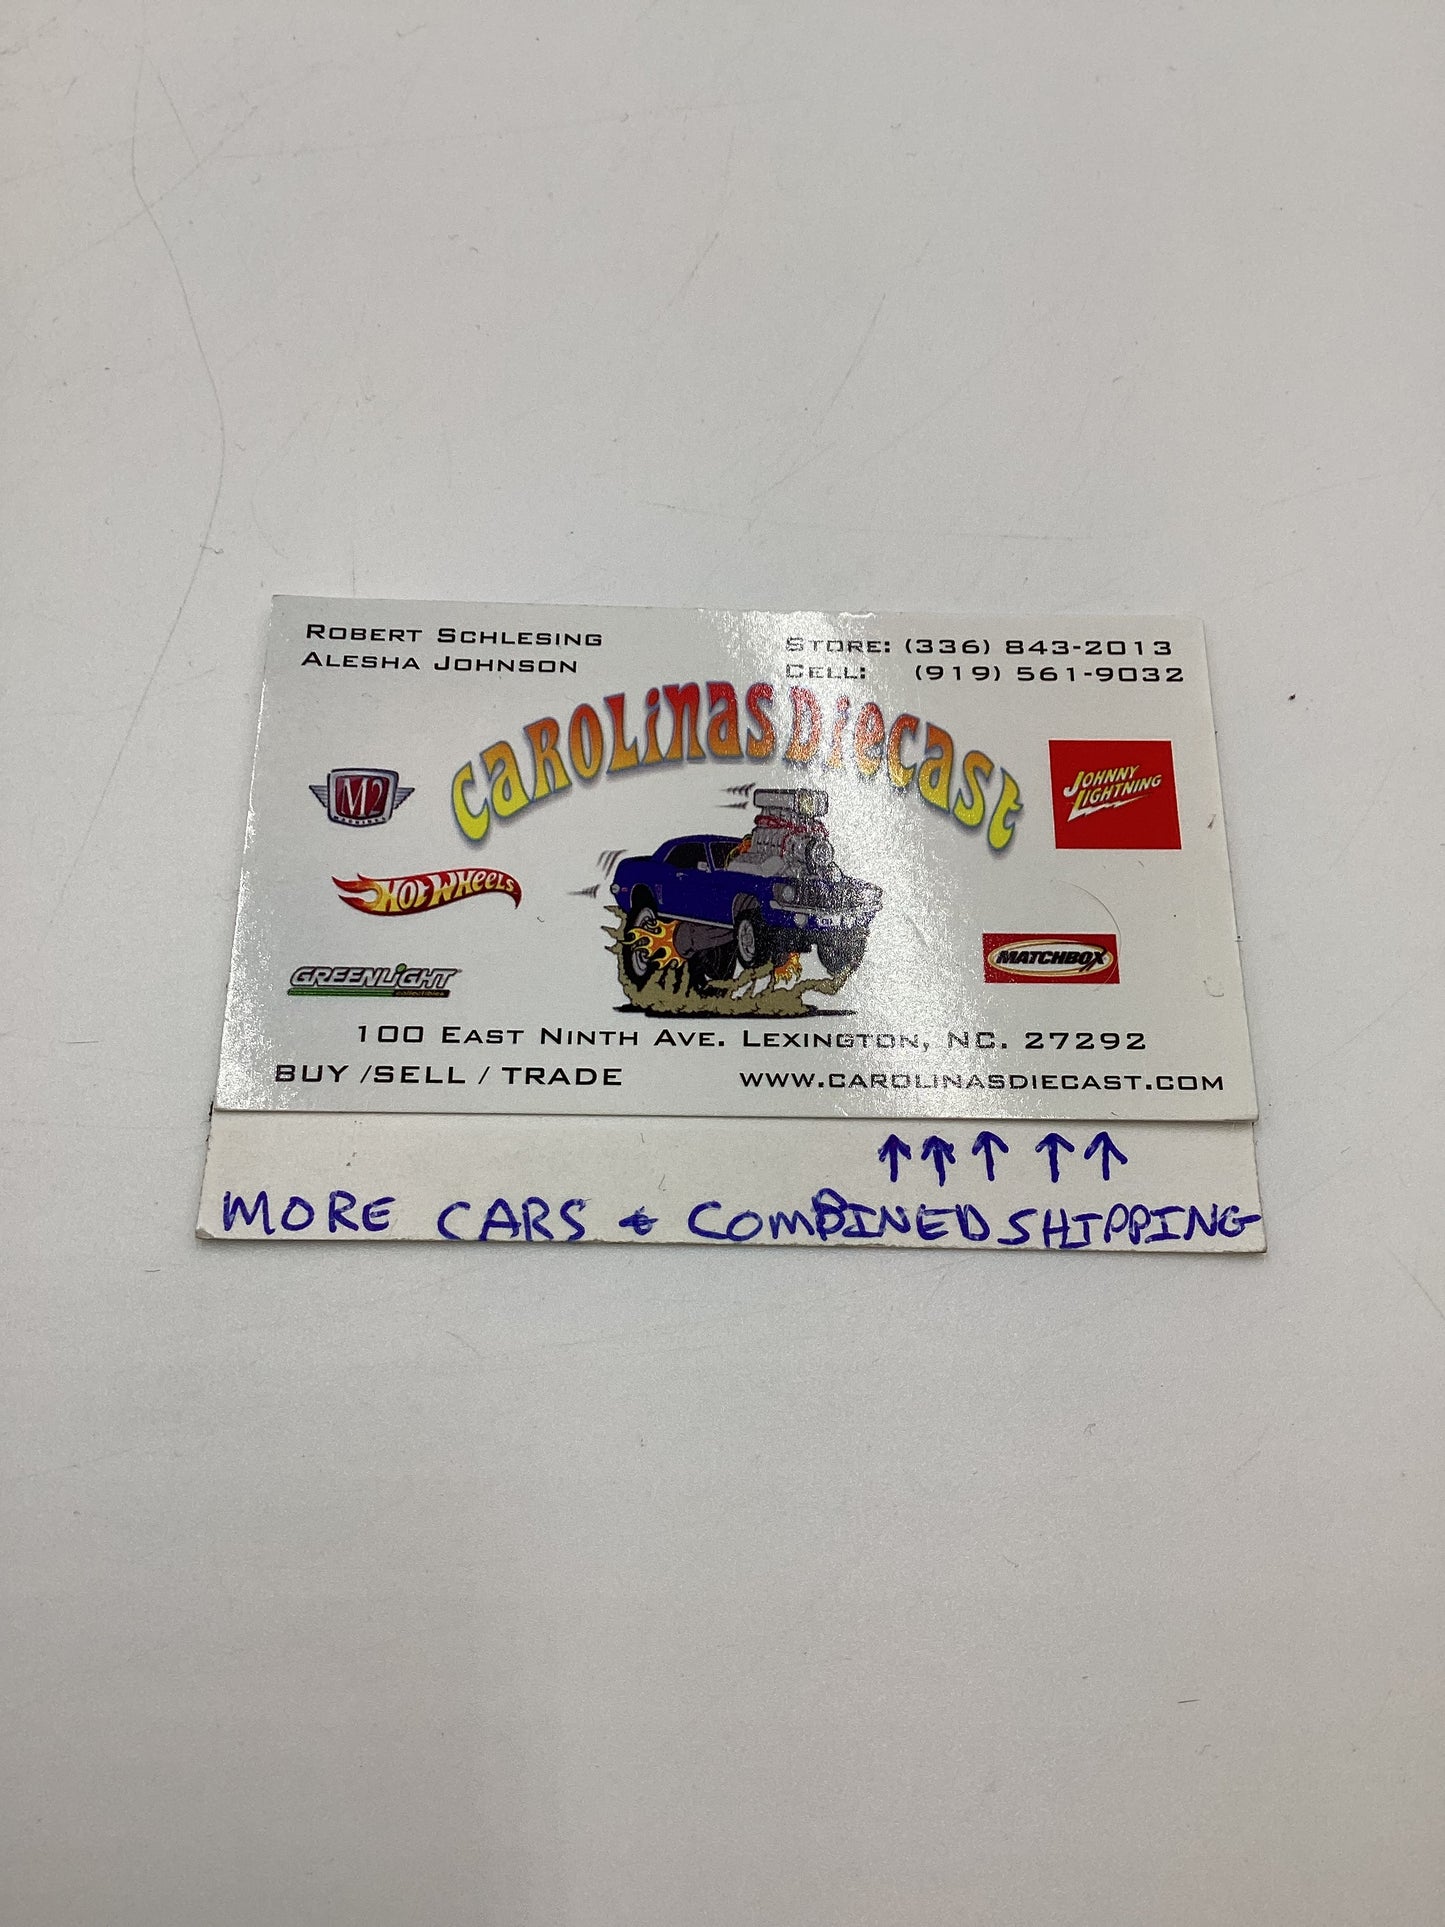 ROBERT SCHLESING
ALESHA JOHNSON
STORE: (336) 843-2013
CELL: (919) 561-9032
CAROLiNAS DiECAST
M2
MACHINES
JOHNNY
LIGHTNING
HOT WHEELS
MATCHBOX
GREENLIGHT
collectibles
100 EAST NINTH AVE. LEXINGTON, NC. 27292
BUY /SELL / TRADE
WWW.CAROLINASDIECAST.COM
↑ ↑ ↑ ↑ ↑
MORE CARS & COMBINED SHIPPING